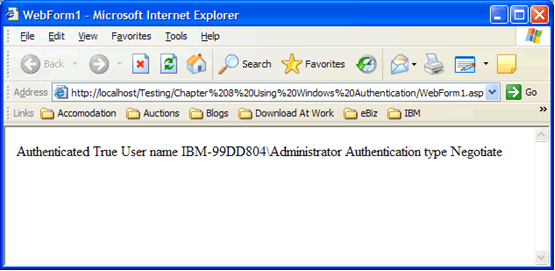 WebForm1 - Microsoft Internet Explorer
File Edit View Favorites Tools Help
Back Search Favorites
Address http://localhost/Testing/Chapter%208%20Using%20Windows%20Authentication/WebForm1.asp Go
Links Accomodation Auctions Blogs Download At Work eBiz IBM »
Authenticated True User name IBM-99DD804\Administrator Authentication type Negotiate